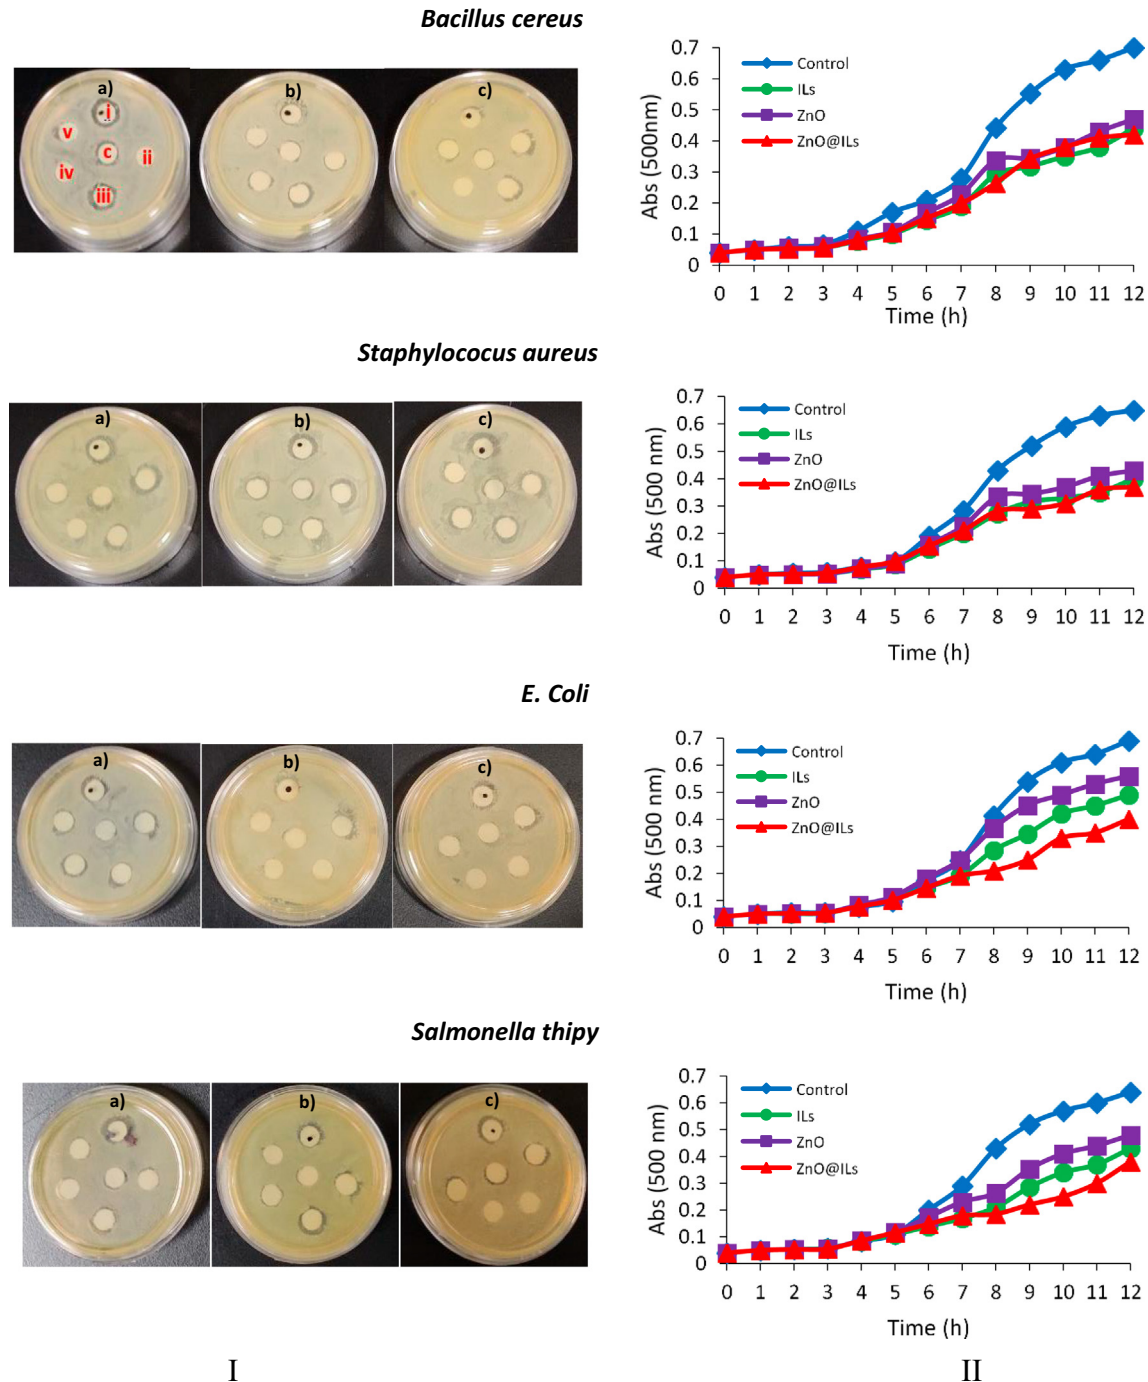 Bacillus cereus
a)
b)
c)
i
v
c
ii
iv
iii
Abs (500nm)
0.7
0.6
0.5
0.4
0.3
0.2
0.1
0
Control
ILs
ZnO
ZnO@ILs
0 1 2 3 4 5 6 7 8 9 10 11 12
Time (h)
Staphylococus aureus
a)
b)
c)
Abs (500 nm)
0.7
0.6
0.5
0.4
0.3
0.2
0.1
0
Control
ILs
ZnO
ZnO@ILs
0 1 2 3 4 5 6 7 8 9 10 11 12
Time (h)
E. Coli
a)
b)
c)
Abs (500 nm)
0.7
0.6
0.5
0.4
0.3
0.2
0.1
0
Control
ILs
ZnO
ZnO@ILs
0 1 2 3 4 5 6 7 8 9 10 11 12
Time (h)
Salmonella thipy
a)
b)
c)
Abs (500 nm)
0.7
0.6
0.5
0.4
0.3
0.2
0.1
0
Control
ILs
ZnO
ZnO@ILs
0 1 2 3 4 5 6 7 8 9 10 11 12
Time (h)
I
II